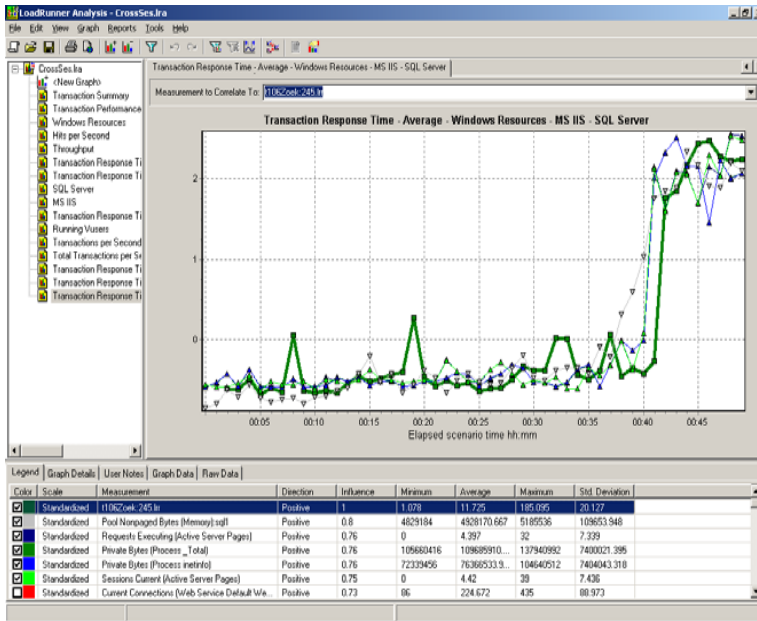 LoadRunner Analysis - CrossSes.lra
File Edit View Graph Reports Tools Help
CrossSes.lra
<New Graph>
Transaction Summary
Transaction Performance
Windows Resources
Hits per Second
Throughput
Transaction Response Ti
Transaction Response Ti
SQL Server
MS IIS
Transaction Response Ti
Running Vusers
Transactions per Second
Total Transactions per Se
Transaction Response Ti
Transaction Response Ti
Transaction Response Ti
Transaction Response Time - Average - Windows Resources - MS IIS - SQL Server
Measurement to Correlate To: t106Zoek:245.lrr
Transaction Response Time - Average - Windows Resources - MS IIS - SQL Server
2
1
0
00:05 00:10 00:15 00:20 00:25 00:30 00:35 00:40 00:45
Elapsed scenario time hh:mm
Legend Graph Details User Notes Graph Data Raw Data
Color Scale Measurement Direction Influence Minimum Average Maximum Std. Deviation
Standardized t106Zoek:245.lrr Positive 1 1.078 11.725 185.095 20.127
Standardized Pool Nonpaged Bytes (Memory):sql1 Positive 0.8 4829184 4928170.667 5185536 109653.948
Standardized Requests Executing (Active Server Pages) Positive 0.76 0 4.397 32 7.339
Standardized Private Bytes (Process _Total) Positive 0.76 105660416 109685910.... 137940992 7400021.395
Standardized Private Bytes (Process inetinfo) Positive 0.76 72339456 76366533.9... 104640512 7404043.318
Standardized Sessions Current (Active Server Pages) Positive 0.75 0 4.42 39 7.436
Standardized Current Connections (Web Service Default We... Positive 0.73 86 224.672 435 88.973